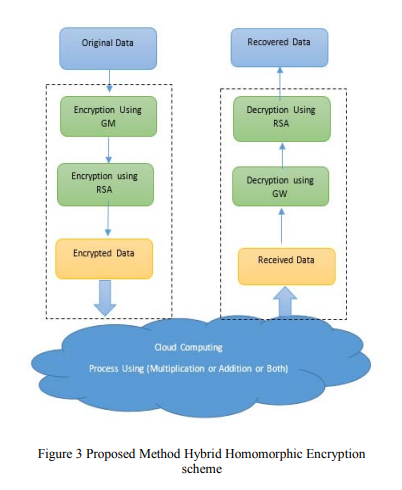 Original Data
Encryption Using
GM
Encryption using
RSA
Encrypted Data
Recovered Data
Decryption Using
RSA
Decryption using
GW
Received Data
Cloud Computing
Process Using (Multiplication or Addition or Both)
Figure 3 Proposed Method Hybrid Homomorphic Encryption
scheme